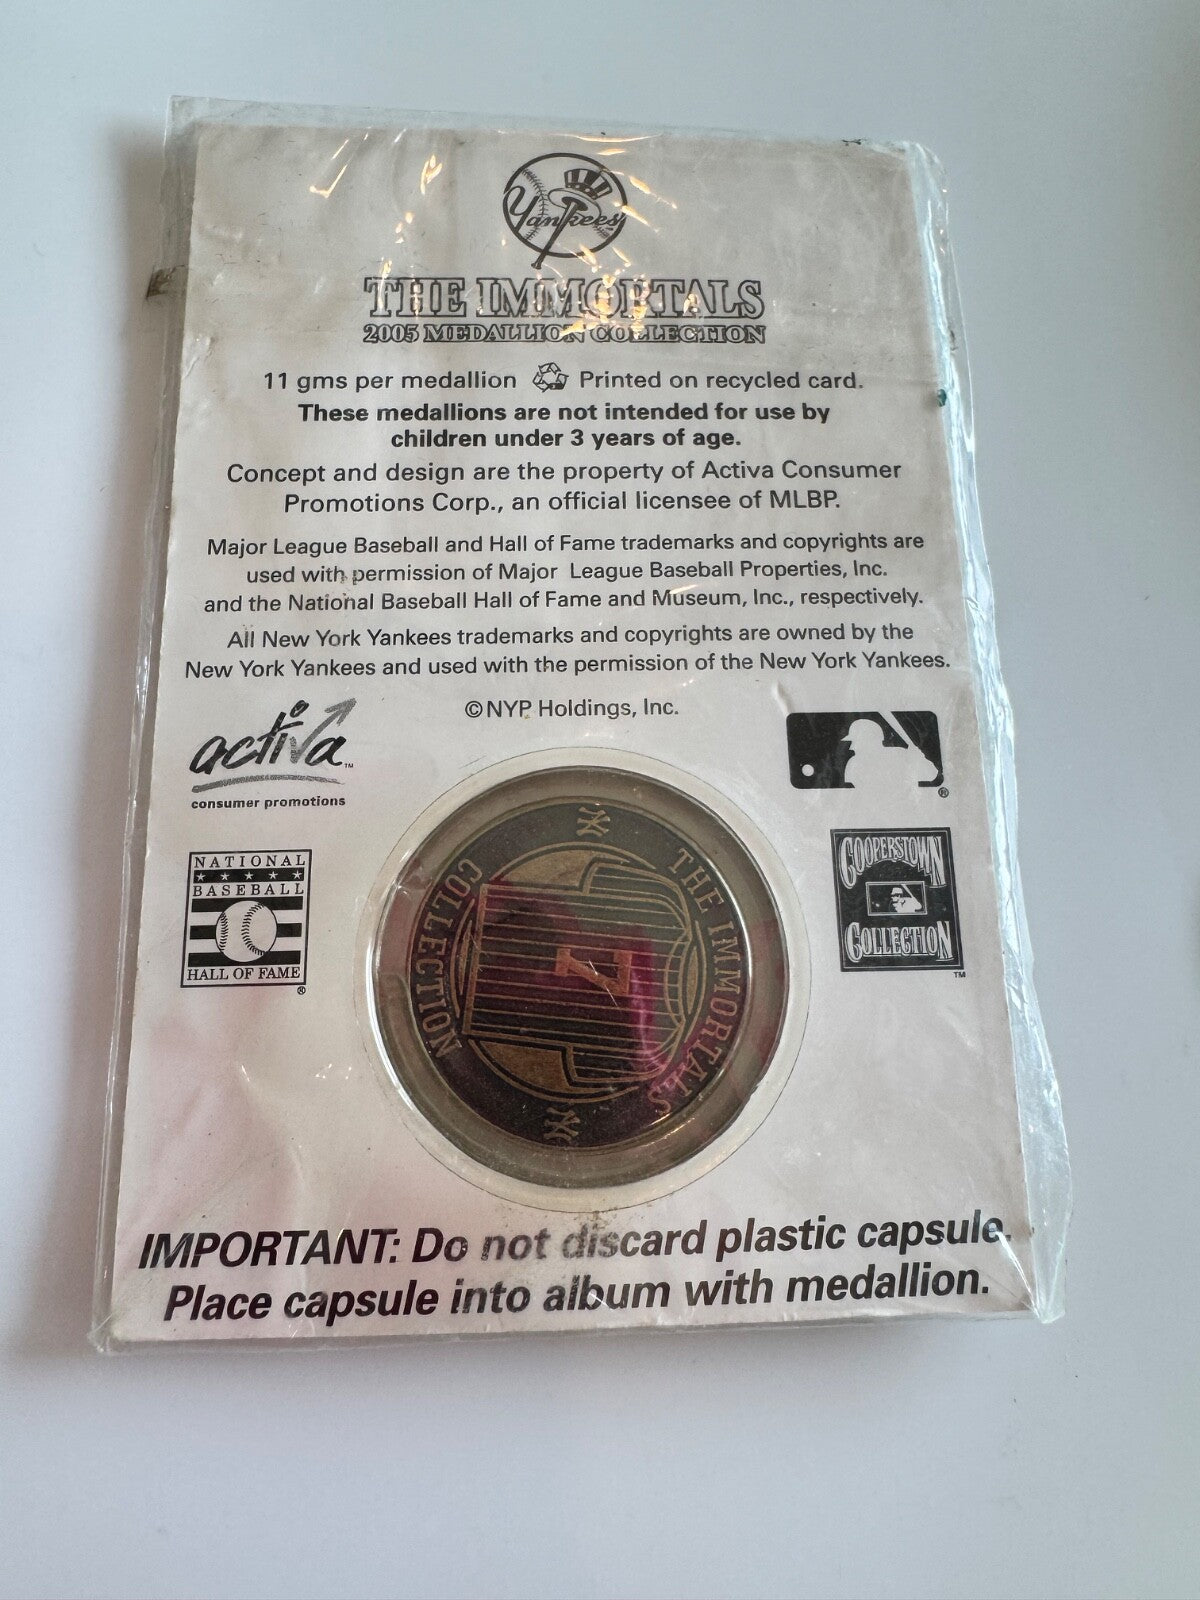 Yankees
THE IMMORTALS
2005 MEDALLION COLLECTION
11 gms per medallion Printed on recycled card.
These medallions are not intended for use by
children under 3 years of age.
Concept and design are the property of Activa Consumer
Promotions Corp., an official licensee of MLBP.
Major League Baseball and Hall of Fame trademarks and copyrights are
used with permission of Major League Baseball Properties, Inc.
and the National Baseball Hall of Fame and Museum, Inc., respectively.
All New York Yankees trademarks and copyrights are owned by the
New York Yankees and used with the permission of the New York Yankees.
©NYP Holdings, Inc.
activa™
consumer promotions
®
NATIONAL
BASEBALL
HALL OF FAME
®
COOPERSTOWN
COLLECTION
™
NY
THE IMMORTALS
7
COLLECTION
NY
IMPORTANT: Do not discard plastic capsule.
Place capsule into album with medallion.